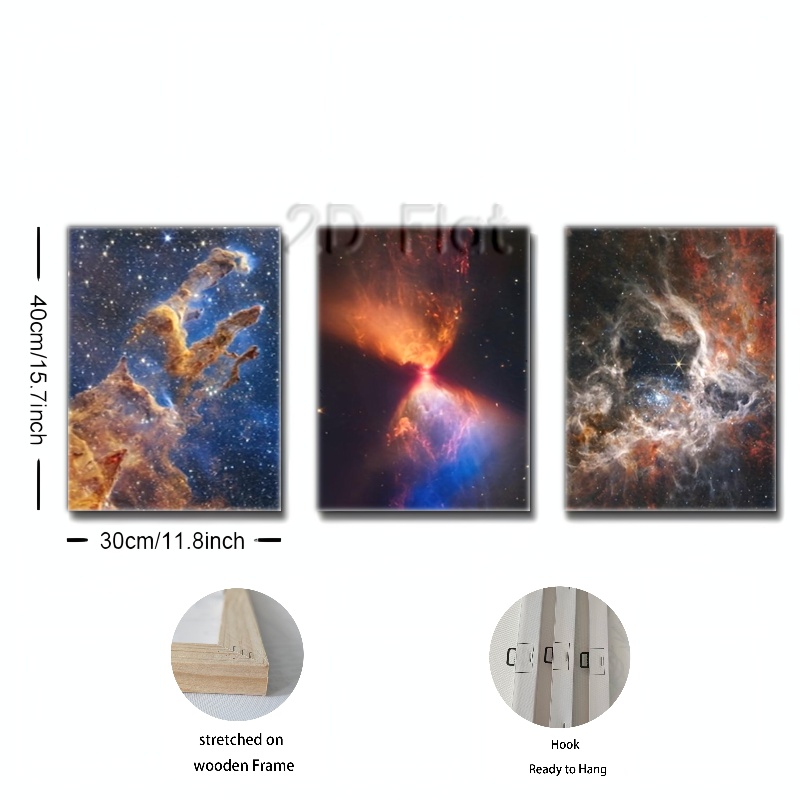 2D Flat
40cm/15.7inch
30cm/11.8inch
stretched on
wooden Frame
Hook
Ready to Hang